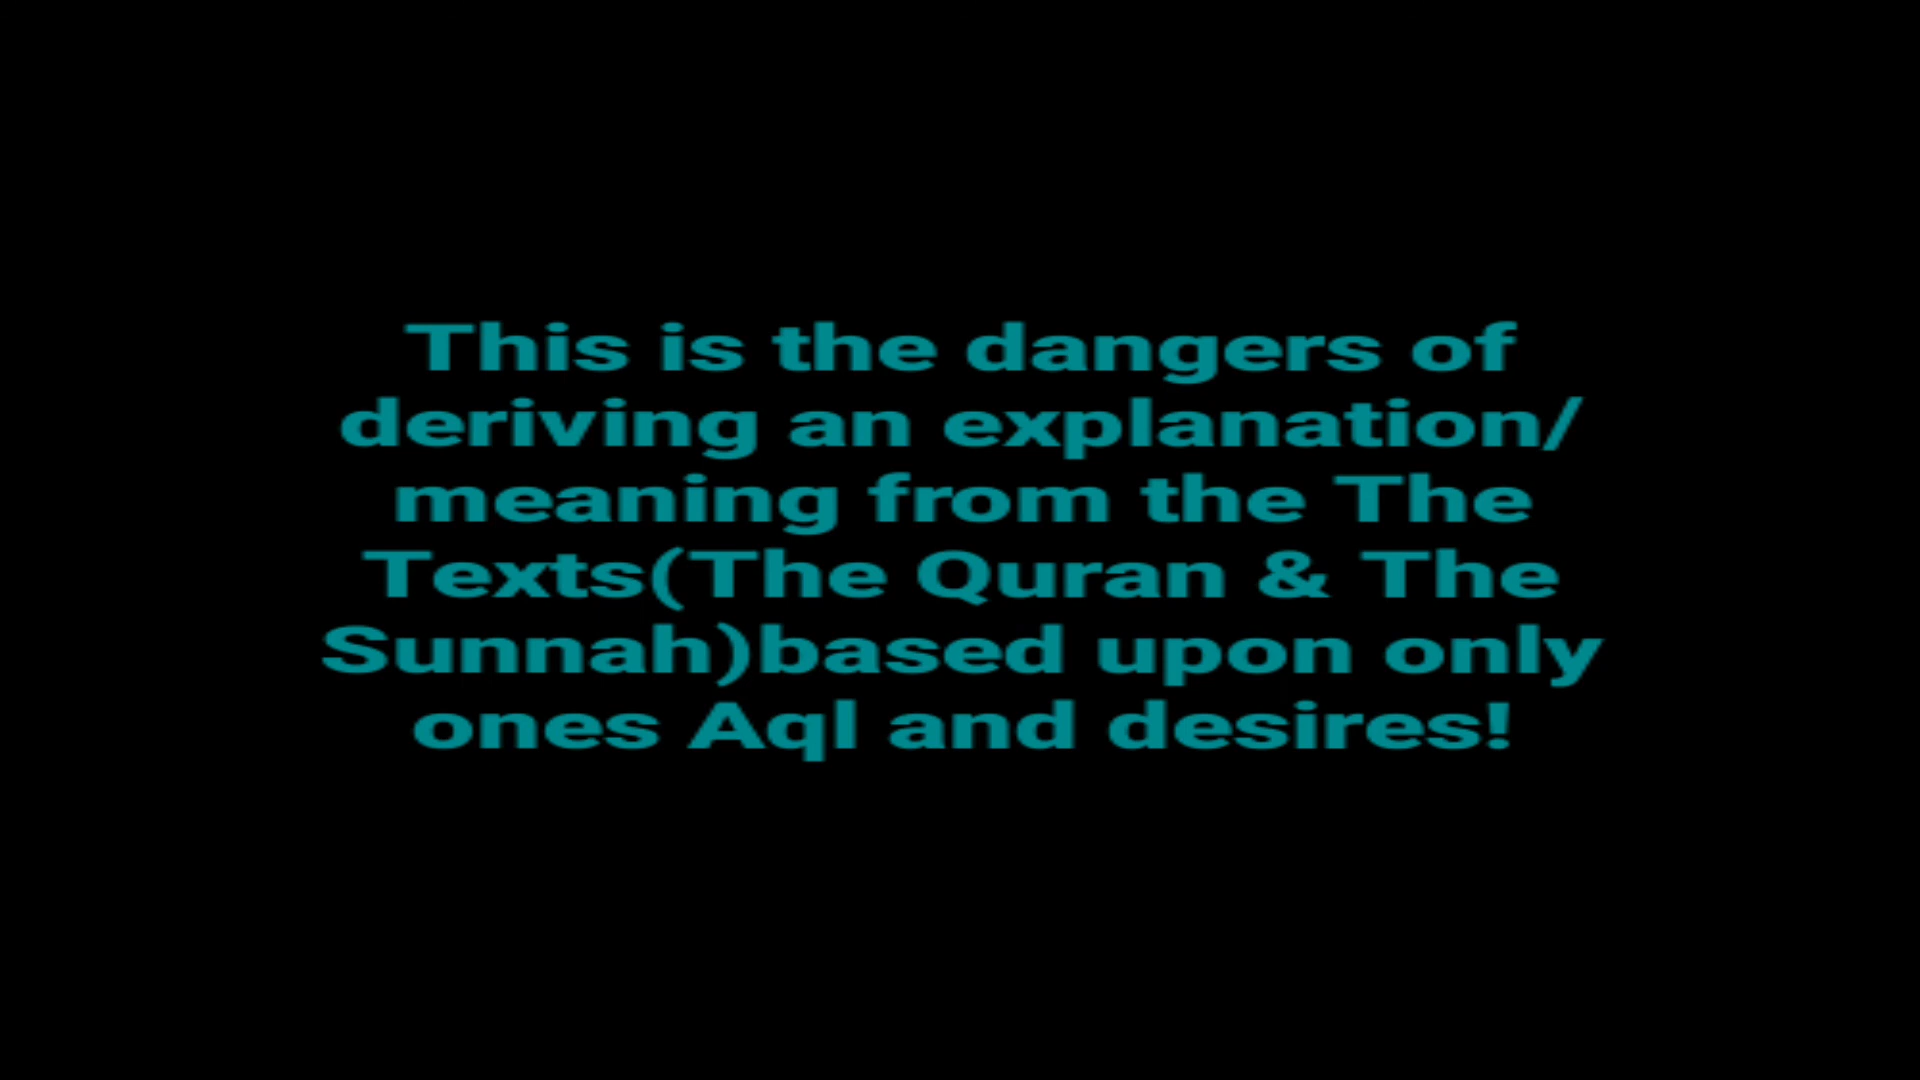 This is the dangers of
deriving an explanation/
meaning from the The
Texts(The Quran & The
Sunnah)based upon only
ones Aql and desires!